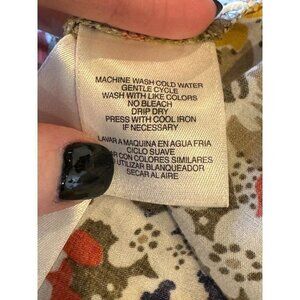 MACHINE WASH COLD WATER
GENTLE CYCLE
WASH WITH LIKE COLORS
NO BLEACH
DRIP DRY
PRESS WITH COOL IRON
IF NECESSARY
LAVAR A MAQUINA EN AGUA FRIA
CICLO SUAVE
CON COLORES SIMILARES
UTILIZAR BLANQUEADOR
SECAR AL AIRE